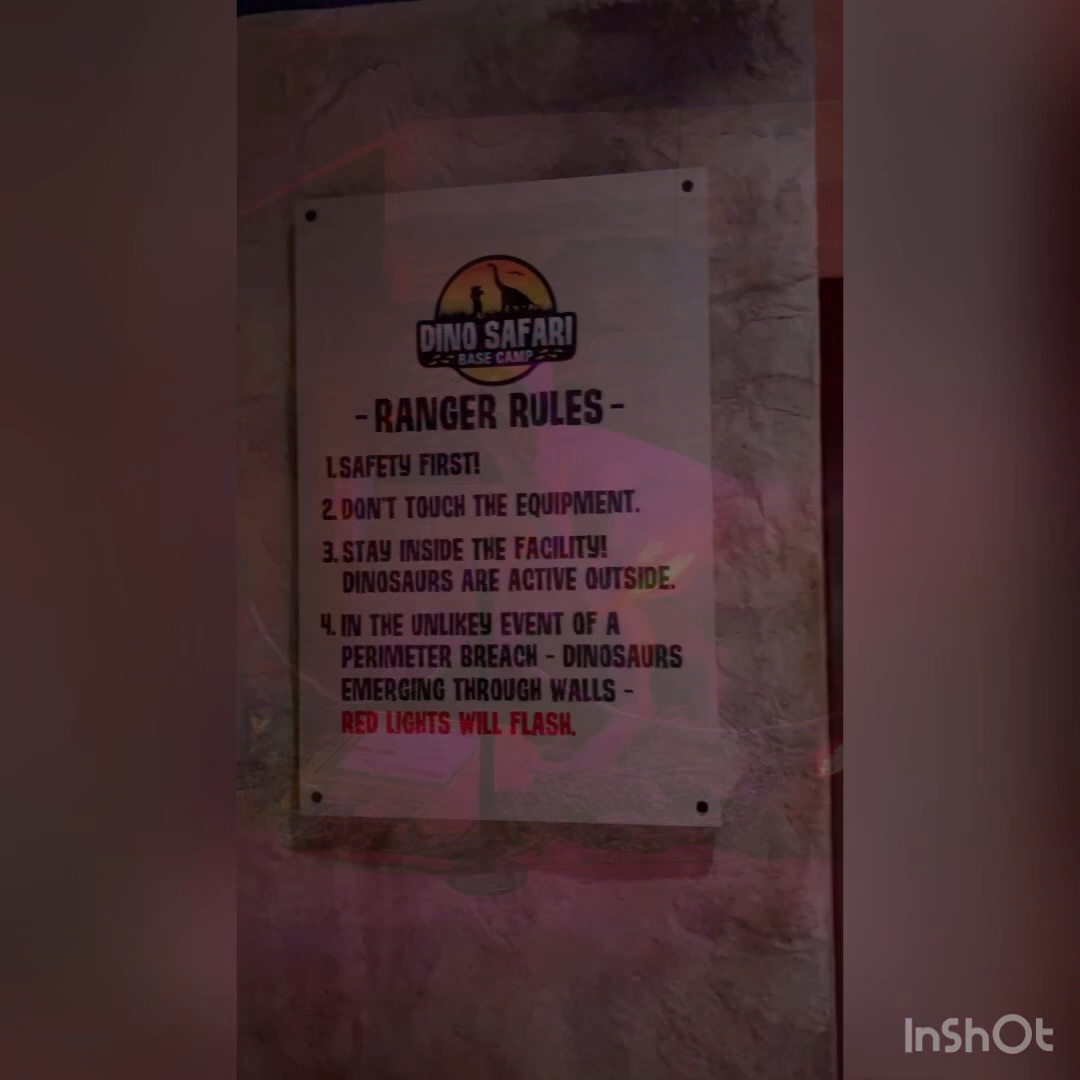 DINO SAFARI
BASE CAMP
- RANGER RULES -
1. SAFETY FIRST!
2. DON'T TOUCH THE EQUIPMENT.
3. STAY INSIDE THE FACILITY!
DINOSAURS ARE ACTIVE OUTSIDE.
4. IN THE UNLIKEY EVENT OF A
PERIMETER BREACH - DINOSAURS
EMERGING THROUGH WALLS -
RED LIGHTS WILL FLASH.
InShOt